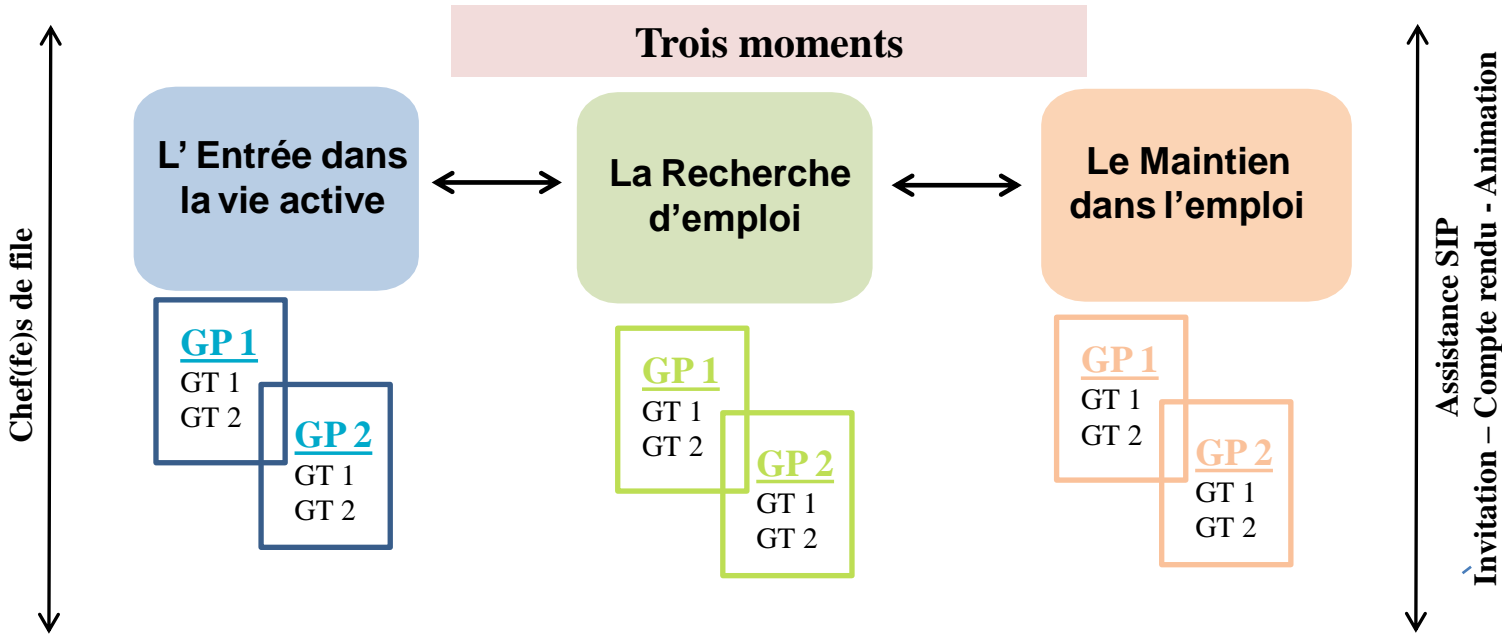 Trois moments
Chef(fe)s de file
L’ Entrée dans
la vie active
La Recherche
d’emploi
Le Maintien
dans l’emploi
GP 1
GT 1
GT 2
GP 2
GT 1
GT 2
GP 1
GT 1
GT 2
GP 2
GT 1
GT 2
GP 1
GT 1
GT 2
GP 2
GT 1
GT 2
Assistance SIP
Invitation – Compte rendu - Animation